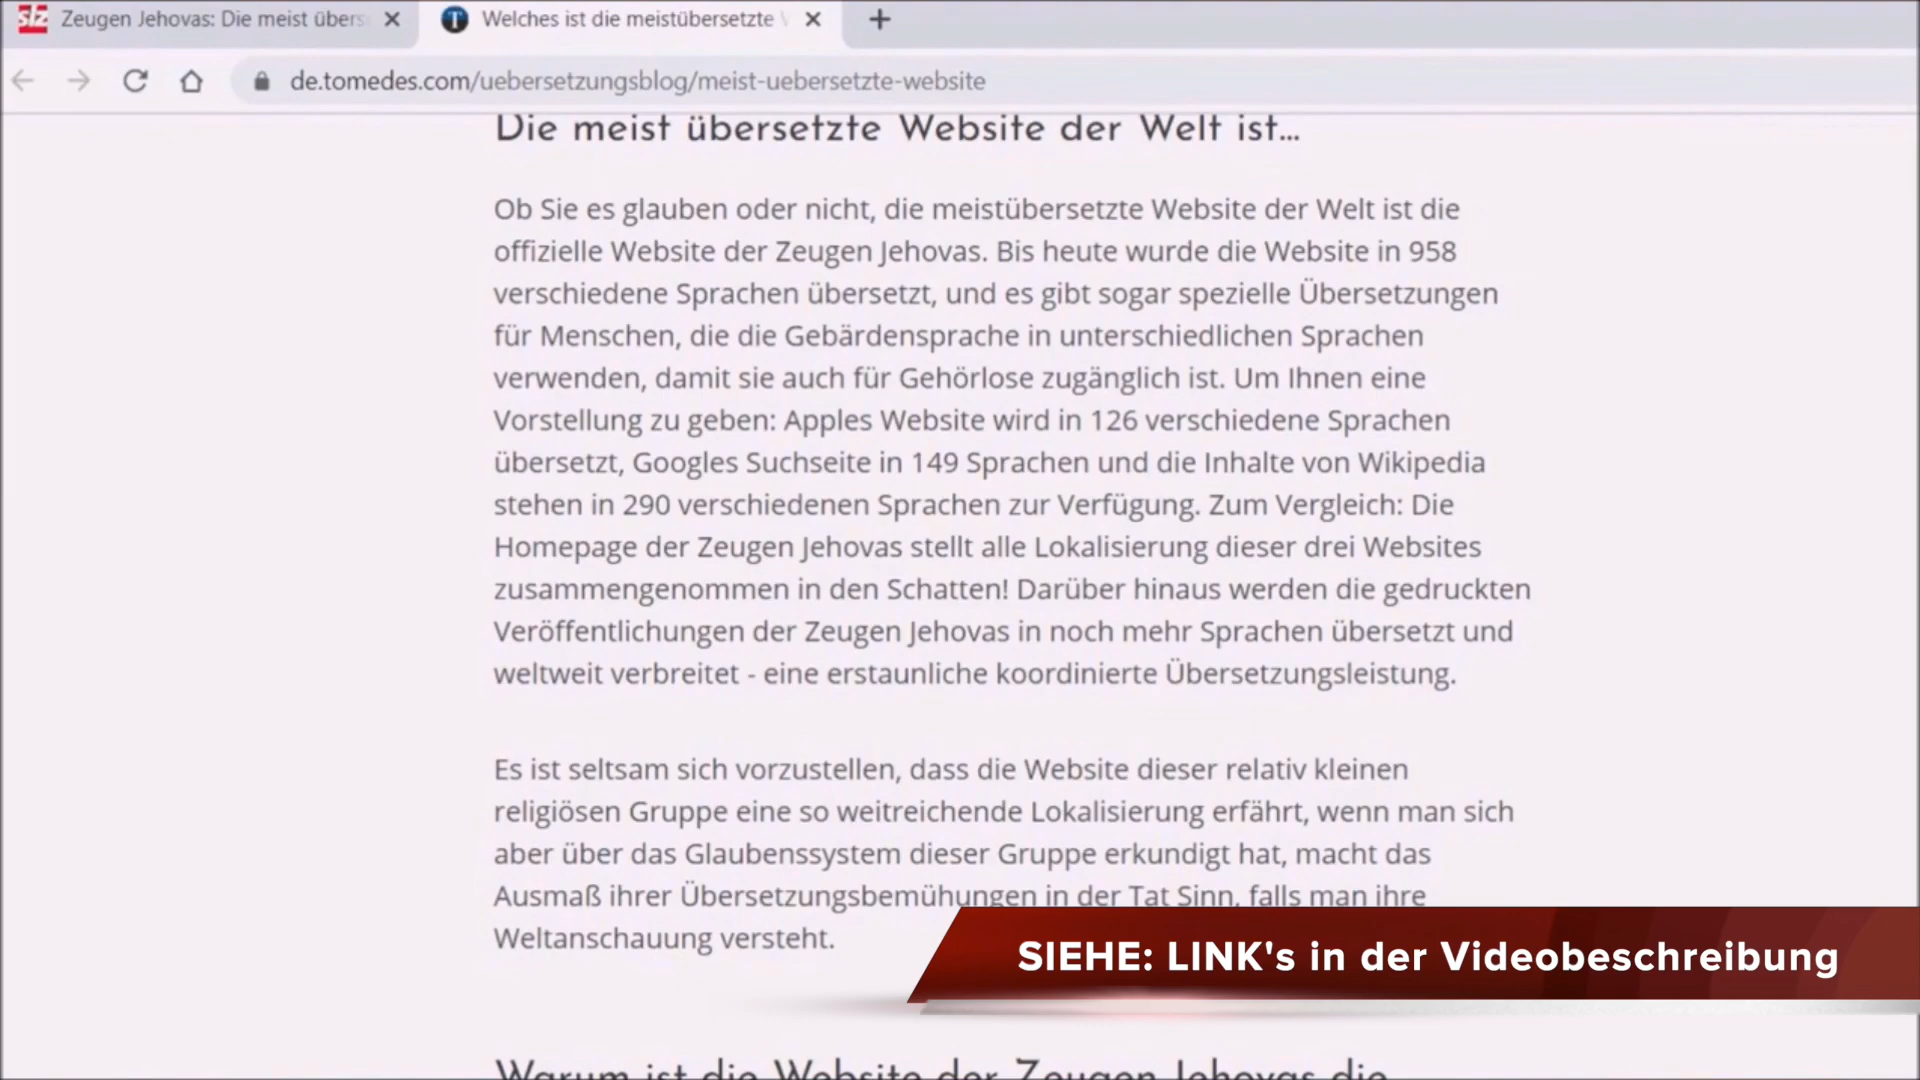 slz Zeugen Jehovas: Die meist übers
Welches ist die meistübersetzte
de.tomedes.com/uebersetzungsblog/meist-uebersetzte-website
Die meist übersetzte Website der Welt ist...
Ob Sie es glauben oder nicht, die meistübersetzte Website der Welt ist die
offizielle Website der Zeugen Jehovas. Bis heute wurde die Website in 958
verschiedene Sprachen übersetzt, und es gibt sogar spezielle Übersetzungen
für Menschen, die die Gebärdensprache in unterschiedlichen Sprachen
verwenden, damit sie auch für Gehörlose zugänglich ist. Um Ihnen eine
Vorstellung zu geben: Apples Website wird in 126 verschiedene Sprachen
übersetzt, Googles Suchseite in 149 Sprachen und die Inhalte von Wikipedia
stehen in 290 verschiedenen Sprachen zur Verfügung. Zum Vergleich: Die
Homepage der Zeugen Jehovas stellt alle Lokalisierung dieser drei Websites
zusammengenommen in den Schatten! Darüber hinaus werden die gedruckten
Veröffentlichungen der Zeugen Jehovas in noch mehr Sprachen übersetzt und
weltweit verbreitet - eine erstaunliche koordinierte Übersetzungsleistung.
Es ist seltsam sich vorzustellen, dass die Website dieser relativ kleinen
religiösen Gruppe eine so weitreichende Lokalisierung erfährt, wenn man sich
aber über das Glaubenssystem dieser Gruppe erkundigt hat, macht das
Ausmaß ihrer Übersetzungsbemühungen in der Tat Sinn, falls man ihre
Weltanschauung versteht.
SIEHE: LINK's in der Videobeschreibung
Warum ist die Website der Zeugen Jehovas die